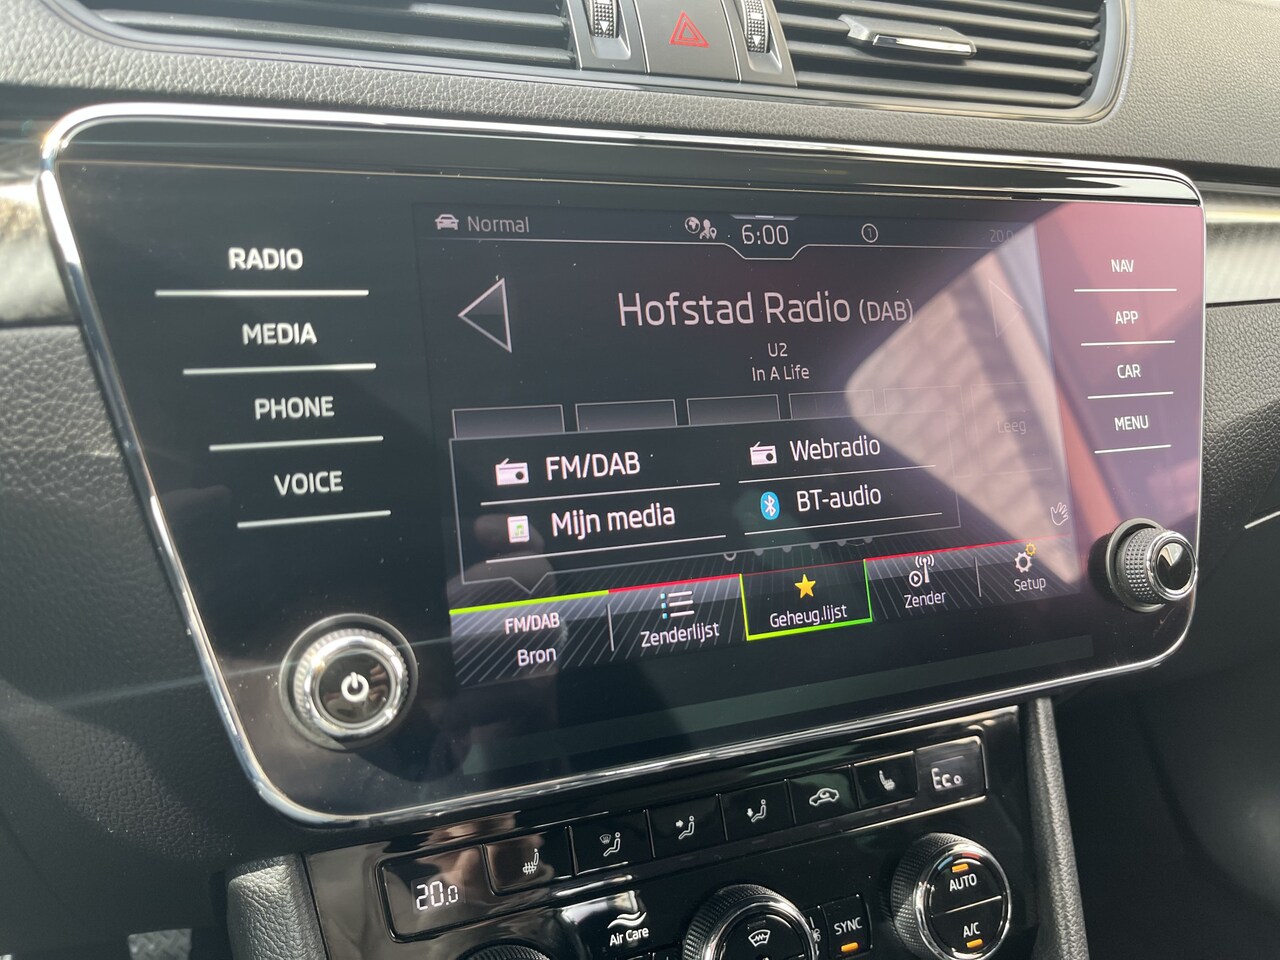 Normal
6:00
20.0
RADIO
MEDIA
PHONE
VOICE
NAV
APP
CAR
MENU
Hofstad Radio (DAB)
U2
In A Life
Leeg
FM/DAB
Webradio
Mijn media
BT-audio
FM/DAB
Bron
Zenderlijst
Geheug.lijst
Zender
Setup
Eco
20.0
Air Care
SYNC
AUTO
A/C